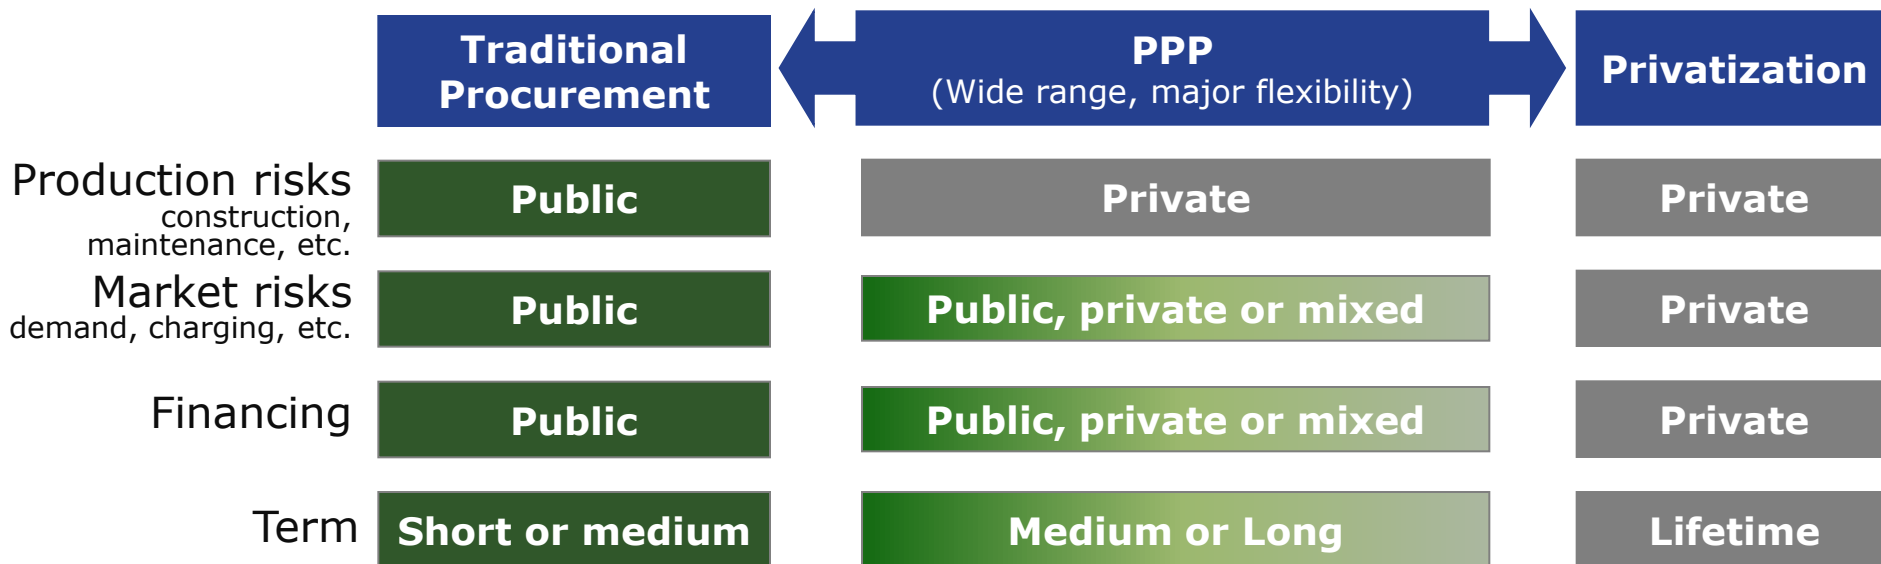 Traditional
Procurement
PPP
(Wide range, major flexibility)
Privatization
Production risks
construction,
maintenance, etc.
Public
Private
Private
Market risks
demand, charging, etc.
Public
Public, private or mixed
Private
Financing
Public
Public, private or mixed
Private
Term
Short or medium
Medium or Long
Lifetime